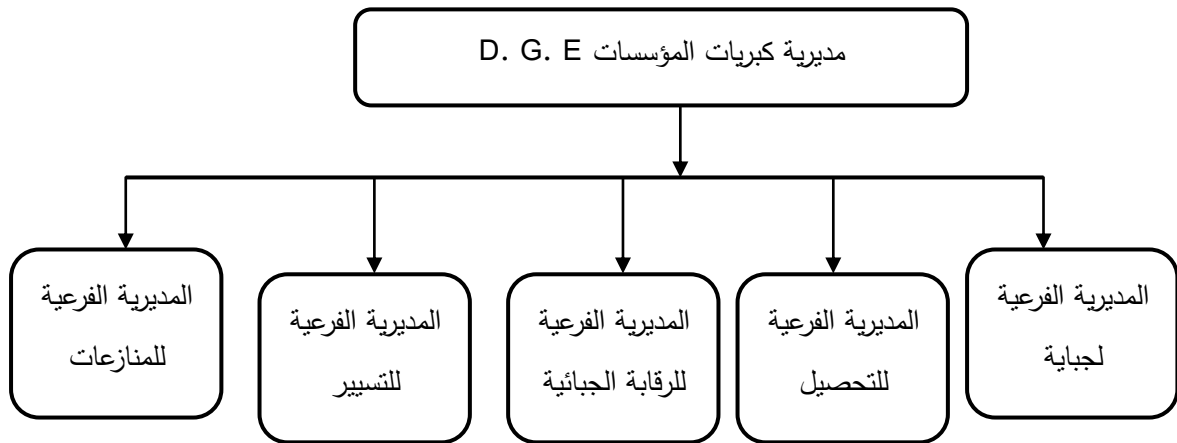 مديرية كبريات المؤسسات D. G. E
المديرية الفرعية
لجباية
المديرية الفرعية
للتحصيل
المديرية الفرعية
للرقابة الجبائية
المديرية الفرعية
للتسيير
المديرية الفرعية
للمنازعات